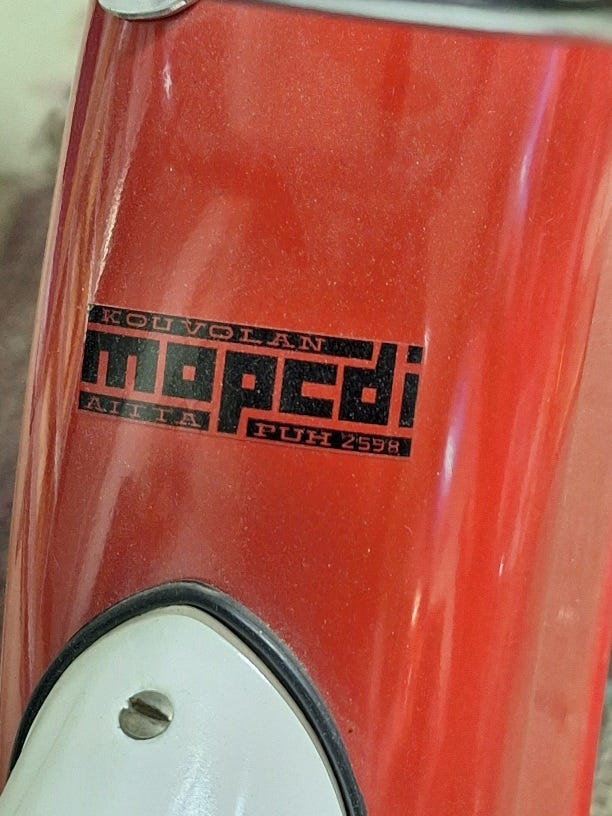 KOUVOLAN
mopedi
AITTA
PUH 2598